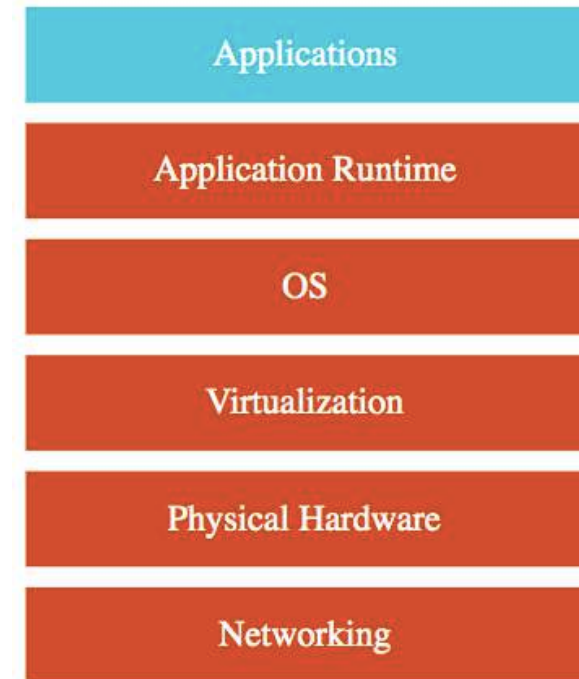 Applications
Application Runtime
OS
Virtualization
Physical Hardware
Networking